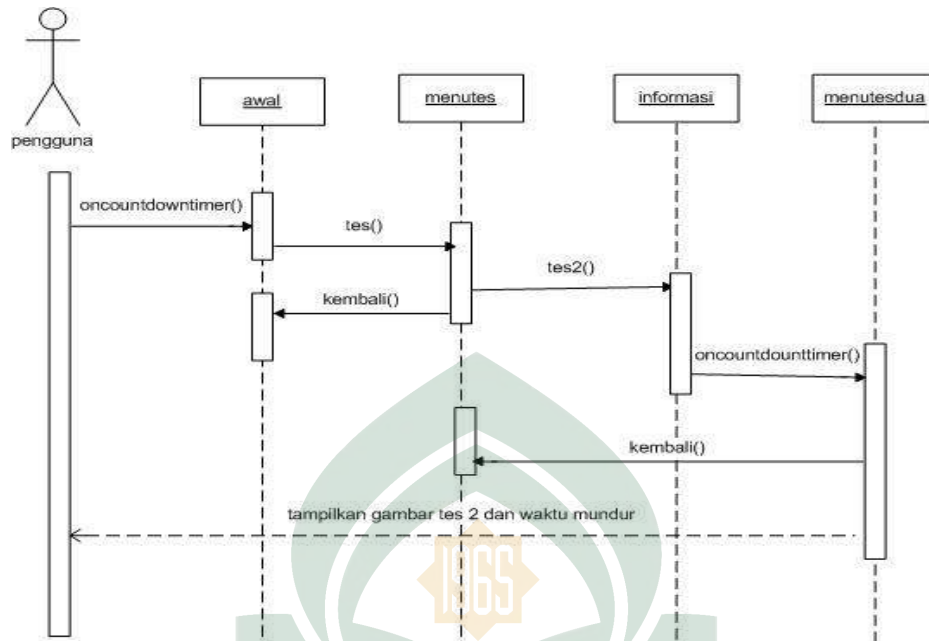 awal
menutes
informasi
menutesdua
pengguna
oncountdowntimer()
tes()
tes2()
kembali()
oncountdounttimer()
kembali()
tampilkan gambar tes 2 dan waktu mundur
1965